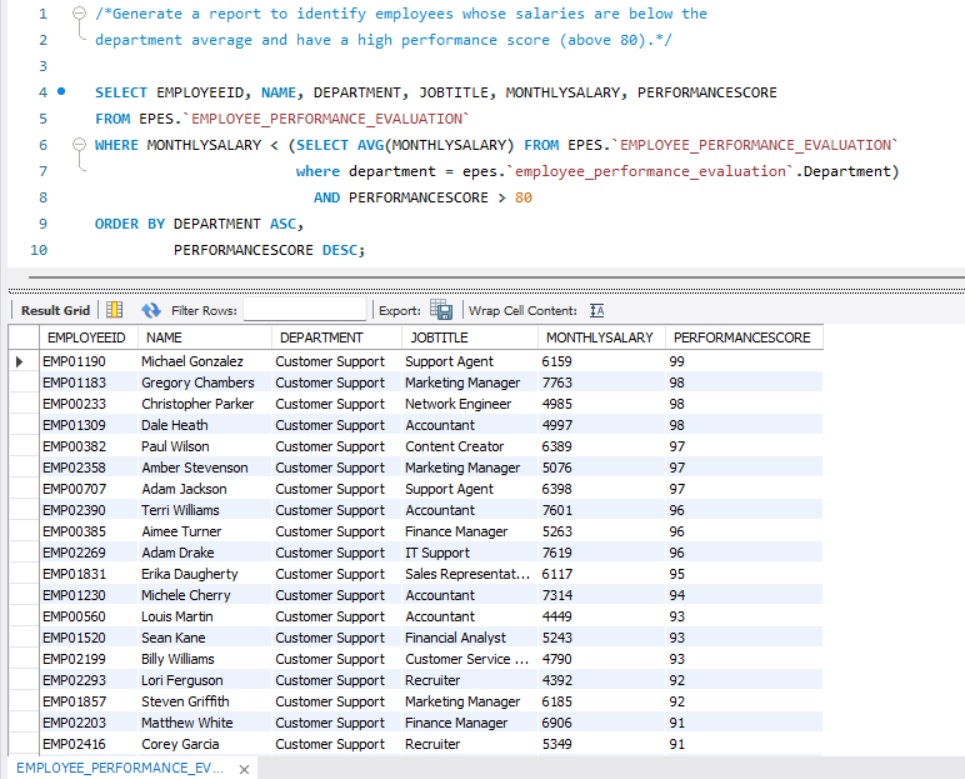 1 /*Generate a report to identify employees whose salaries are below the
2 department average and have a high performance score (above 80).*/
3
4 SELECT EMPLOYEEID, NAME, DEPARTMENT, JOBTITLE, MONTHLYSALARY, PERFORMANCESCORE
5 FROM EPES.`EMPLOYEE_PERFORMANCE_EVALUATION`
6 WHERE MONTHLYSALARY < (SELECT AVG(MONTHLYSALARY) FROM EPES.`EMPLOYEE_PERFORMANCE_EVALUATION`
7 where department = epes.`employee_performance_evaluation`.Department)
8 AND PERFORMANCESCORE > 80
9 ORDER BY DEPARTMENT ASC,
10 PERFORMANCESCORE DESC;
Result Grid Filter Rows: Export: Wrap Cell Content: IA
EMPLOYEEID NAME DEPARTMENT JOBTITLE MONTHLYSALARY PERFORMANCESCORE
EMP01190 Michael Gonzalez Customer Support Support Agent 6159 99
EMP01183 Gregory Chambers Customer Support Marketing Manager 7763 98
EMP00233 Christopher Parker Customer Support Network Engineer 4985 98
EMP01309 Dale Heath Customer Support Accountant 4997 98
EMP00382 Paul Wilson Customer Support Content Creator 6389 97
EMP02358 Amber Stevenson Customer Support Marketing Manager 5076 97
EMP00707 Adam Jackson Customer Support Support Agent 6398 97
EMP02390 Terri Williams Customer Support Accountant 7601 96
EMP00385 Aimee Turner Customer Support Finance Manager 5263 96
EMP02269 Adam Drake Customer Support IT Support 7619 96
EMP01831 Erika Daugherty Customer Support Sales Representat... 6117 95
EMP01230 Michele Cherry Customer Support Accountant 7314 94
EMP00560 Louis Martin Customer Support Accountant 4449 93
EMP01520 Sean Kane Customer Support Financial Analyst 5243 93
EMP02199 Billy Williams Customer Support Customer Service ... 4790 93
EMP02293 Lori Ferguson Customer Support Recruiter 4392 92
EMP01857 Steven Griffith Customer Support Marketing Manager 6185 92
EMP02203 Matthew White Customer Support Finance Manager 6906 91
EMP02416 Corey Garcia Customer Support Recruiter 5349 91
EMPLOYEE_PERFORMANCE_EV... ×